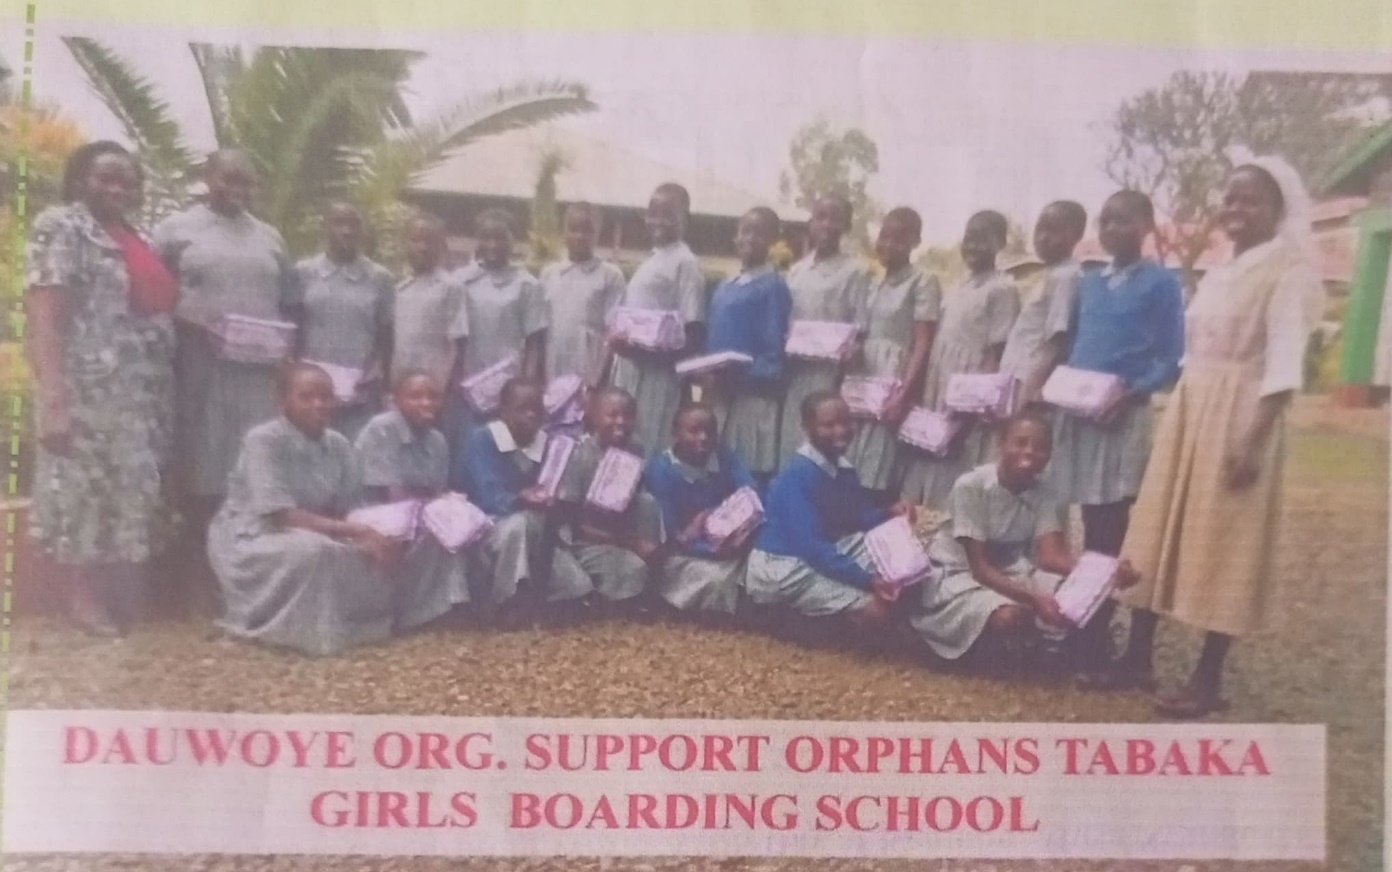 DAUWOYE ORG. SUPPORT ORPHANS TABAKA
GIRLS BOARDING SCHOOL